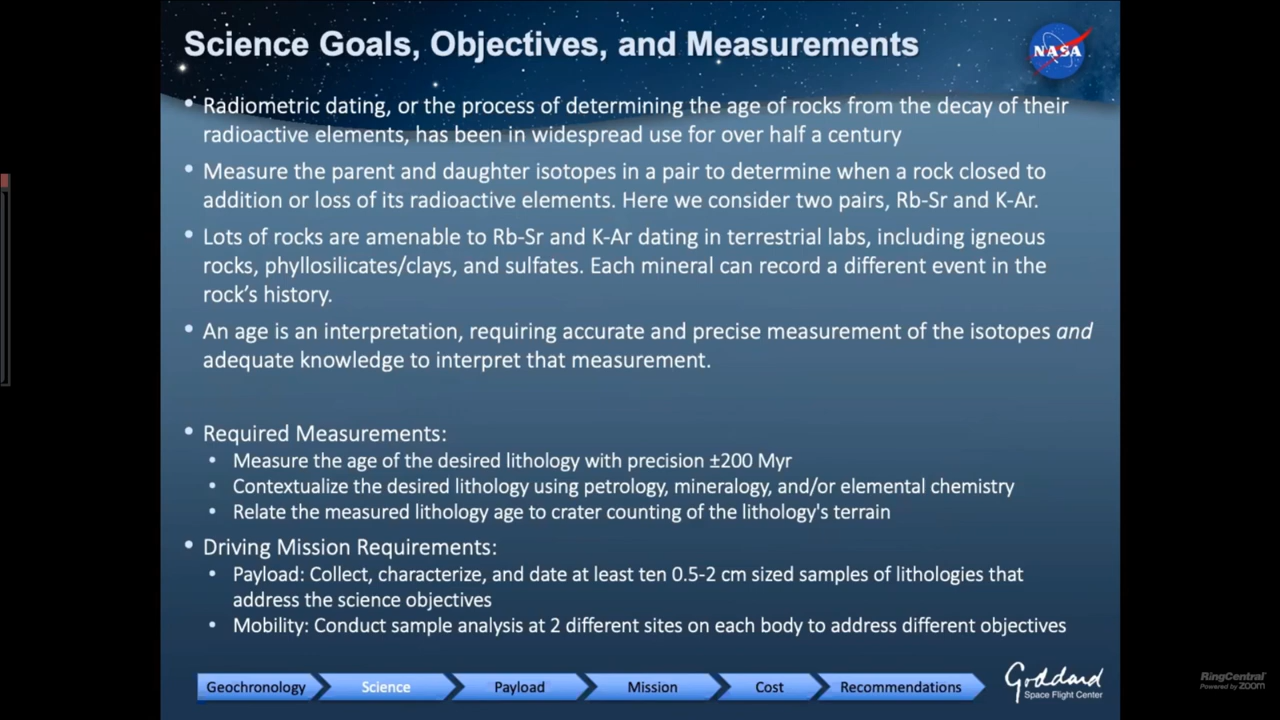 Science Goals, Objectives, and Measurements
NASA
• Radiometric dating, or the process of determining the age of rocks from the decay of their
radioactive elements, has been in widespread use for over half a century
• Measure the parent and daughter isotopes in a pair to determine when a rock closed to
addition or loss of its radioactive elements. Here we consider two pairs, Rb-Sr and K-Ar.
• Lots of rocks are amenable to Rb-Sr and K-Ar dating in terrestrial labs, including igneous
rocks, phyllosilicates/clays, and sulfates. Each mineral can record a different event in the
rock's history.
• An age is an interpretation, requiring accurate and precise measurement of the isotopes and
adequate knowledge to interpret that measurement.
• Required Measurements:
• Measure the age of the desired lithology with precision ±200 Myr
• Contextualize the desired lithology using petrology, mineralogy, and/or elemental chemistry
• Relate the measured lithology age to crater counting of the lithology's terrain
• Driving Mission Requirements:
• Payload: Collect, characterize, and date at least ten 0.5-2 cm sized samples of lithologies that
address the science objectives
• Mobility: Conduct sample analysis at 2 different sites on each body to address different objectives
Geochronology Science Payload Mission Cost Recommendations
Goddard
Space Flight Center
RingCentral
Powered by zoom